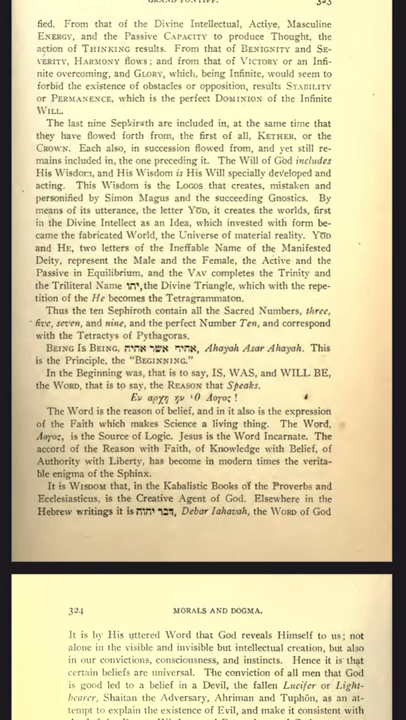 GRAND PONTIFF. 323
fied. From that of the Divine Intellectual, Active, Masculine
ENERGY, and the Passive CAPACITY to produce Thought, the
action of THINKING results. From that of BENIGNITY and SE-
VERITY, HARMONY flows; and from that of VICTORY or an Infi-
nite overcoming, and GLORY, which, being Infinite, would seem to
forbid the existence of obstacles or opposition, results STABILITY
or PERMANENCE, which is the perfect DOMINION of the Infinite
WILL.
The last nine Sephiroth are included in, at the same time that
they have flowed forth from, the first of all, KETHER, or the
CROWN. Each also, in succession flowed from, and yet still re-
mains included in, the one preceding it. The Will of God includes
His Wisdom, and His Wisdom is His Will specially developed and
acting. This Wisdom is the LOGOS that creates, mistaken and
personified by Simon Magus and the succeeding Gnostics. By
means of its utterance, the letter YŌD, it creates the worlds, first
in the Divine Intellect as an Idea, which invested with form be-
came the fabricated World, the Universe of material reality. YŌD
and HE, two letters of the Ineffable Name of the Manifested
Deity, represent the Male and the Female, the Active and the
Passive in Equilibrium, and the VAV completes the Trinity and
the Triliteral Name יהו, the Divine Triangle, which with the repe-
tition of the He becomes the Tetragrammaton.
Thus the ten Sephiroth contain all the Sacred Numbers, three,
five, seven, and nine, and the perfect Number Ten, and correspond
with the Tetractys of Pythagoras.
BEING IS BEING, אהיה אשר אהיה, Ahayah Asar Ahayah. This
is the Principle, the "BEGINNING."
In the Beginning was, that is to say, IS, WAS, and WILL BE,
the WORD, that is to say, the REASON that Speaks.
Εν αρχη ην ‘Ο Λογος!
The Word is the reason of belief, and in it also is the expression
of the Faith which makes Science a living thing. The Word,
Λογος, is the Source of Logic. Jesus is the Word Incarnate. The
accord of the Reason with Faith, of Knowledge with Belief, of
Authority with Liberty, has become in modern times the verita-
ble enigma of the Sphinx.
It is WISDOM that, in the Kabalistic Books of the Proverbs and
Ecclesiasticus, is the Creative Agent of God. Elsewhere in the
Hebrew writings it is דבר יהוה, Debar Iahavah, the WORD of God
324 MORALS AND DOGMA.
It is by His uttered Word that God reveals Himself to us; not
alone in the visible and invisible but intellectual creation, but also
in our convictions, consciousness, and instincts. Hence it is that
certain beliefs are universal. The conviction of all men that God
is good led to a belief in a Devil, the fallen Lucifer or Light-
bearer, Shaitan the Adversary, Ahriman and Tuphōn, as an at-
tempt to explain the existence of Evil, and make it consistent with